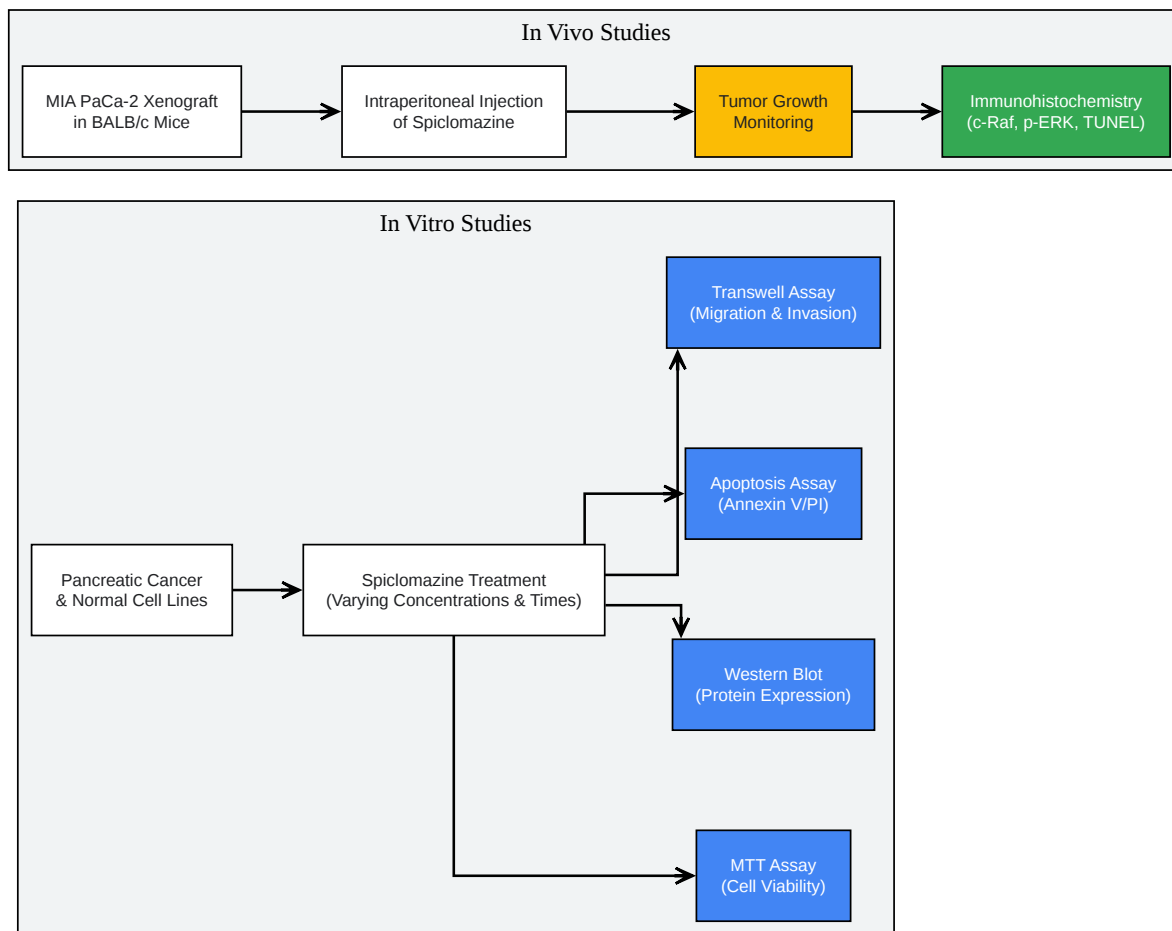 In Vivo Studies
MIA PaCa-2 Xenograft
in BALB/c Mice
Intraperitoneal Injection
of Spiclomazine
Tumor Growth
Monitoring
Immunohistochemistry
(c-Raf, p-ERK, TUNEL)
In Vitro Studies
Transwell Assay
(Migration & Invasion)
Apoptosis Assay
(Annexin V/PI)
Pancreatic Cancer
& Normal Cell Lines
Spiclomazine Treatment
(Varying Concentrations & Times)
Western Blot
(Protein Expression)
MTT Assay
(Cell Viability)